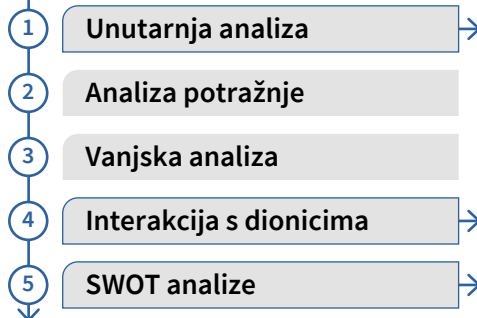 1 Unutarnja analiza
2 Analiza potražnje
3 Vanjska analiza
4 Interakcija s dionicima
5 SWOT analize